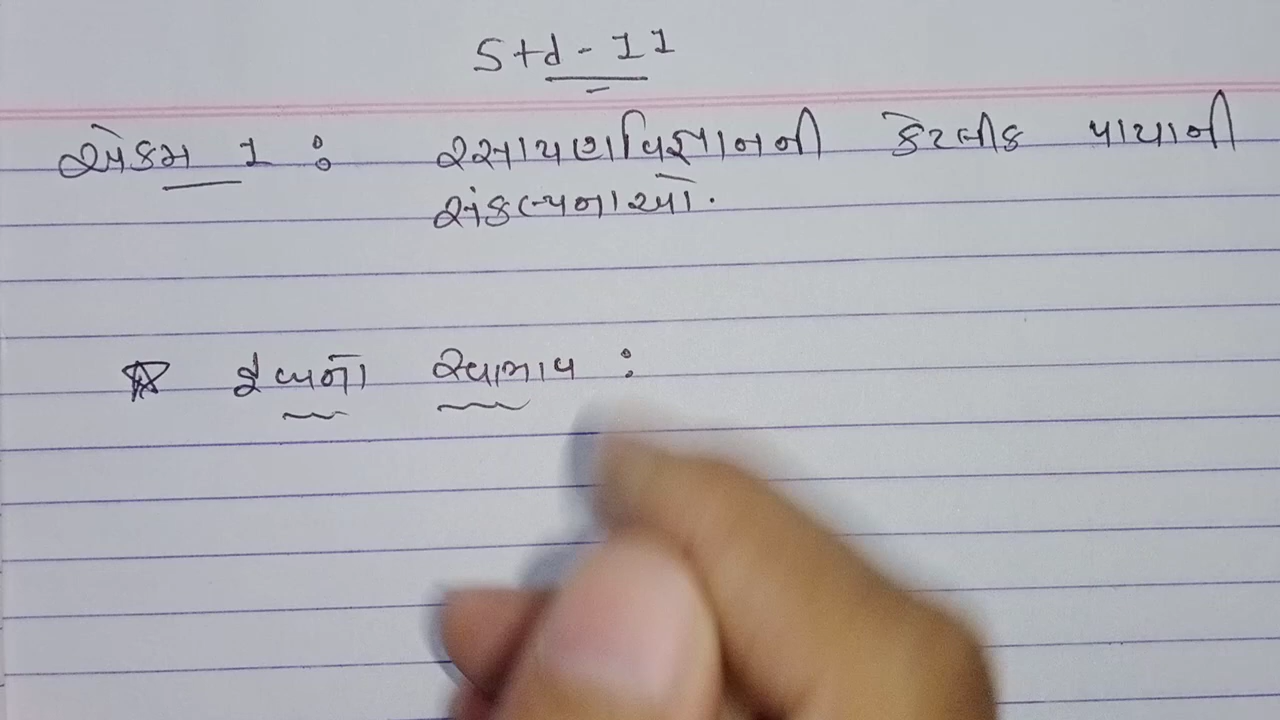 Std - 11
એકમ 1 : રસાયણવિજ્ઞાનની કેટલીક પાયાની
સંકલ્પનાઓ.
☆ દ્રવ્યનો સ્વભાવ :